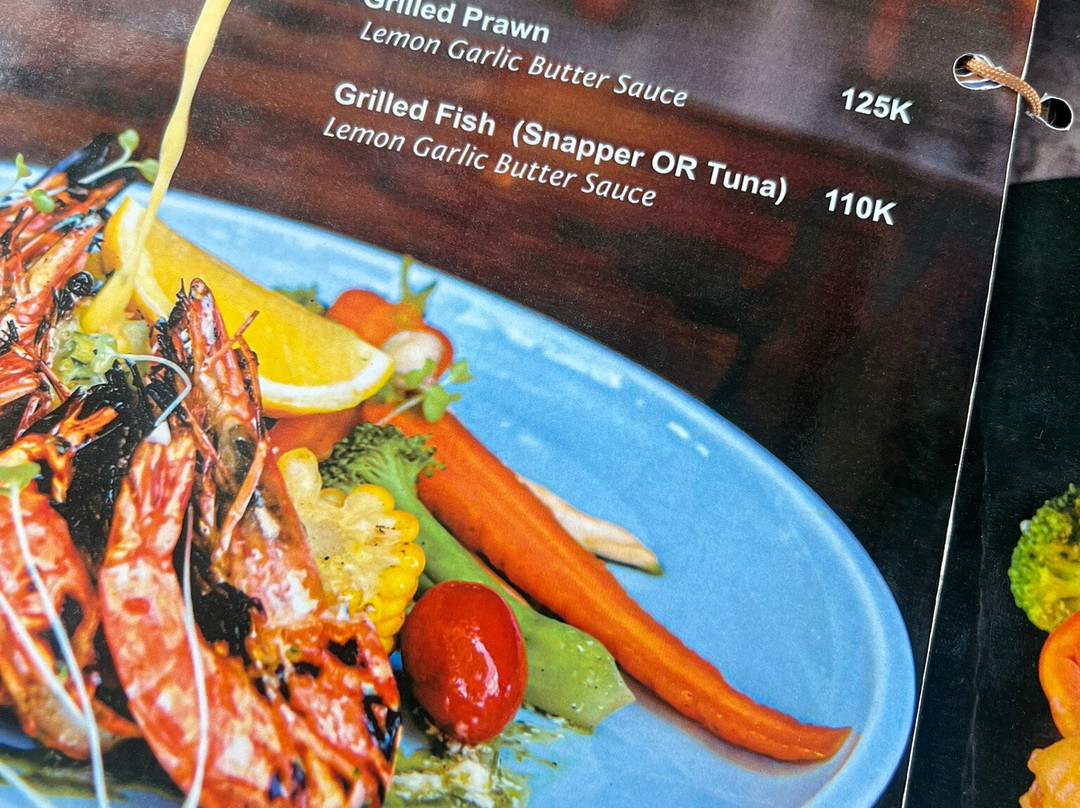 Grilled Prawn
Lemon Garlic Butter Sauce 125K
Grilled Fish (Snapper OR Tuna) 110K
Lemon Garlic Butter Sauce